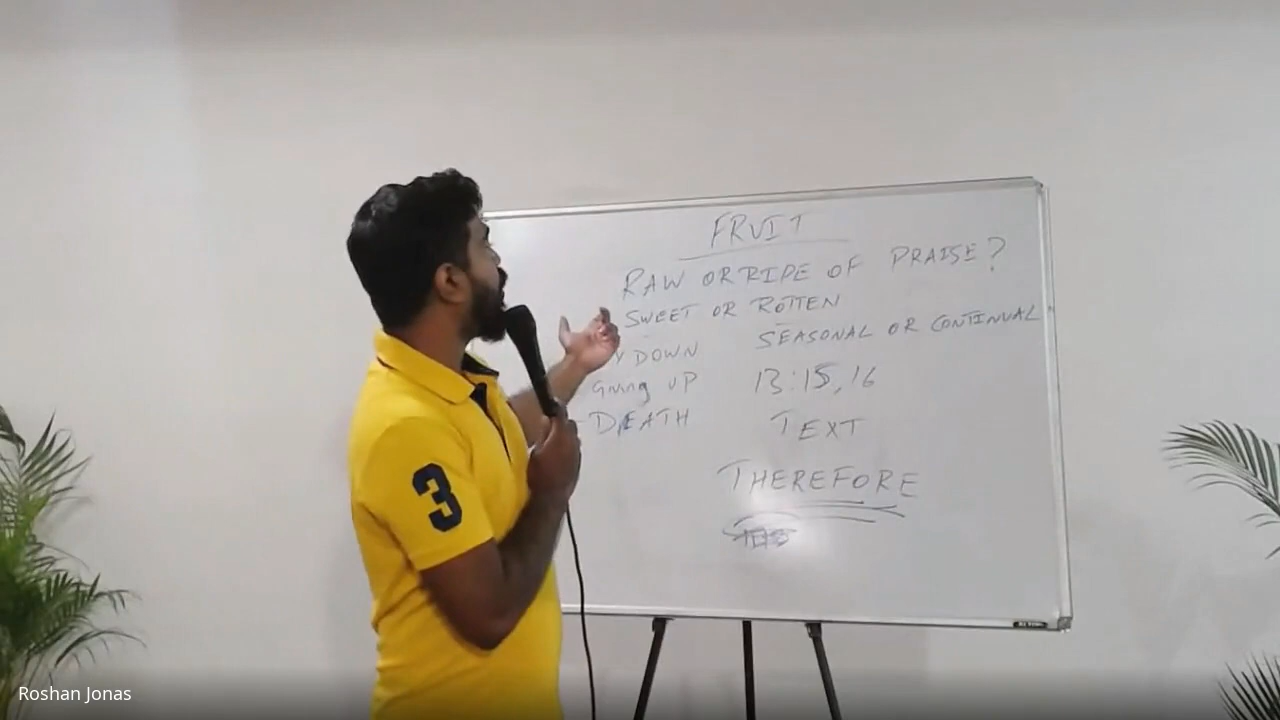 FRUIT
RAW OR RIPE OF PRAISE?
SWEET OR ROTTEN
SEASONAL OR CONTINUAL
Y DOWN
Giving UP
13:15,16
DEATH
TEXT
THEREFORE
3
Roshan Jonas